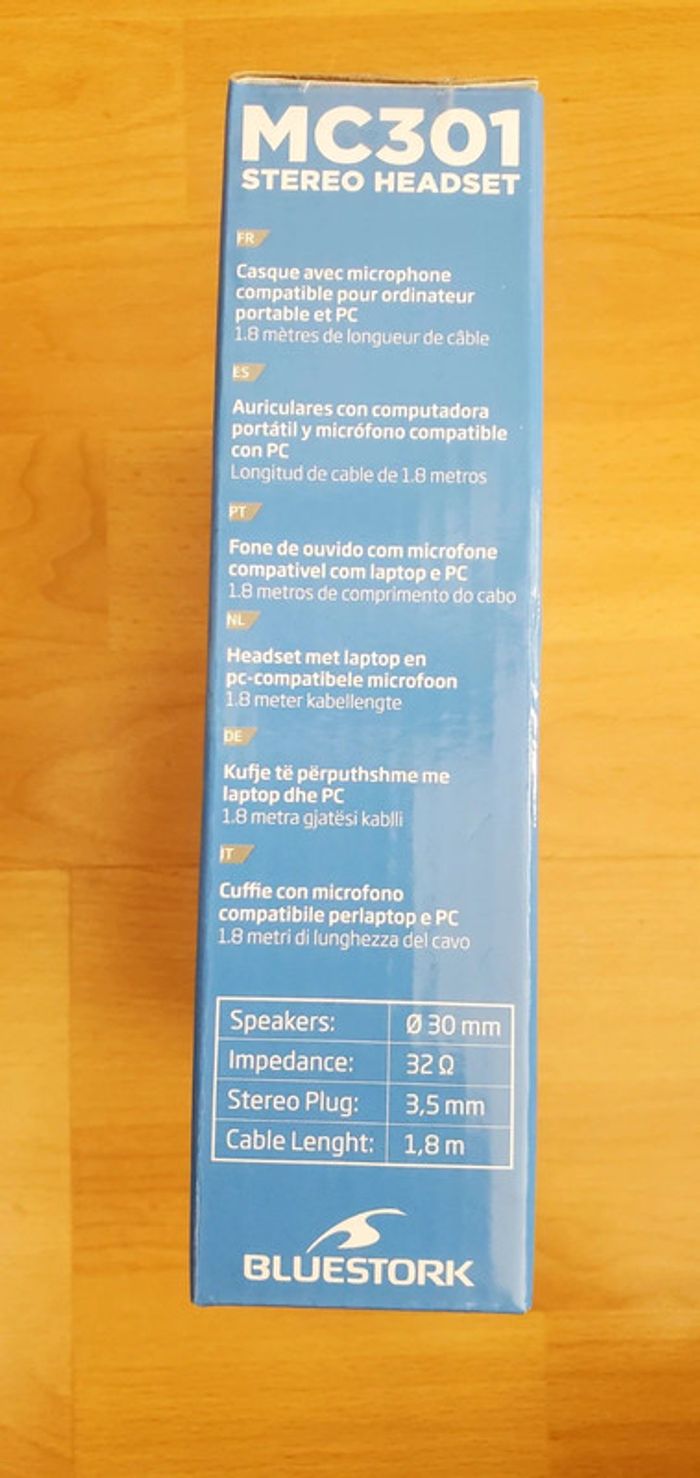 MC301
STEREO HEADSET
FR
Casque avec microphone
compatible pour ordinateur
portable et PC
1.8 mètres de longueur de câble
ES
Auriculares con computadora
portátil y micrófono compatible
con PC
Longitud de cable de 1.8 metros
PT
Fone de ouvido com microfone
compativel com laptop e PC
1.8 metros de comprimento do cabo
NL
Headset met laptop en
pc-compatibele microfoon
1.8 meter kabellengte
DE
Kufje të përputhshme me
laptop dhe PC
1.8 metra gjatësi kablli
IT
Cuffie con microfono
compatibile perlaptop e PC
1.8 metri di lunghezza del cavo
Speakers: Ø 30 mm
Impedance: 32 Ω
Stereo Plug: 3,5 mm
Cable Lenght: 1,8 m
BLUESTORK